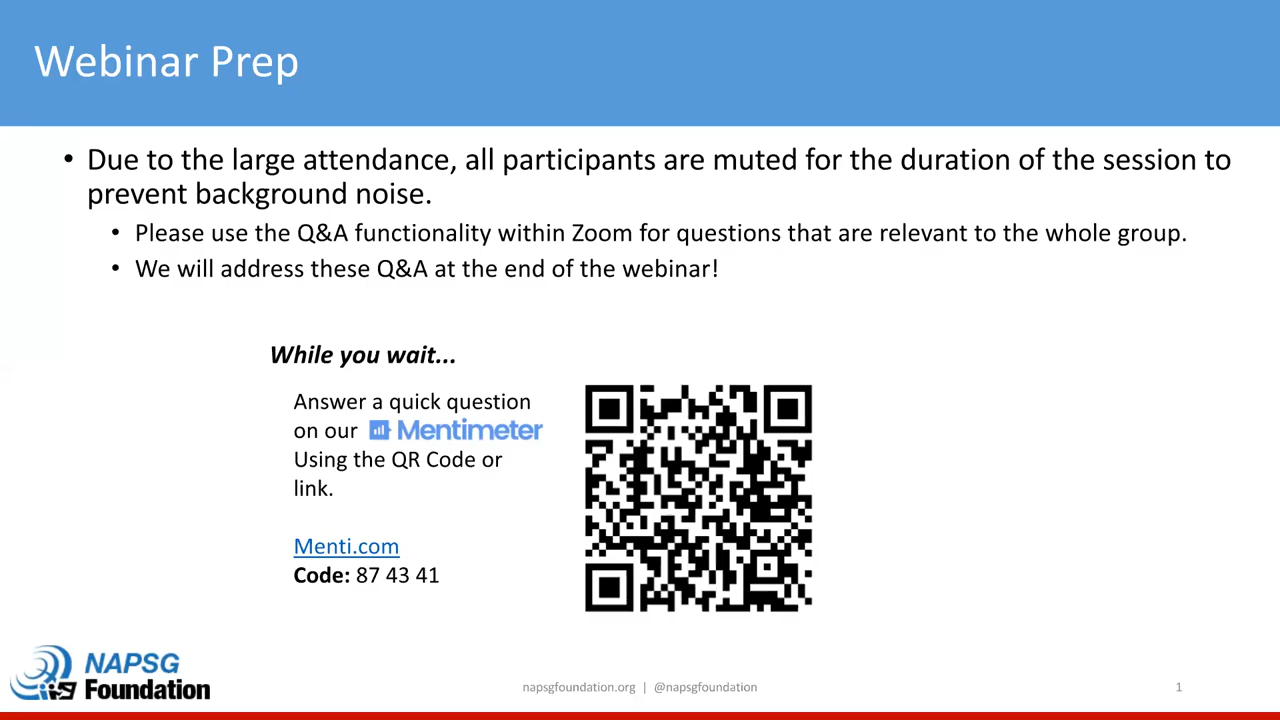 Webinar Prep
• Due to the large attendance, all participants are muted for the duration of the session to
prevent background noise.
• Please use the Q&A functionality within Zoom for questions that are relevant to the whole group.
• We will address these Q&A at the end of the webinar!
While you wait...
Answer a quick question
on our Mentimeter
Using the QR Code or
link.
Menti.com
Code: 87 43 41
NAPSG
Foundation
napsgfoundation.org | @napsgfoundation
1